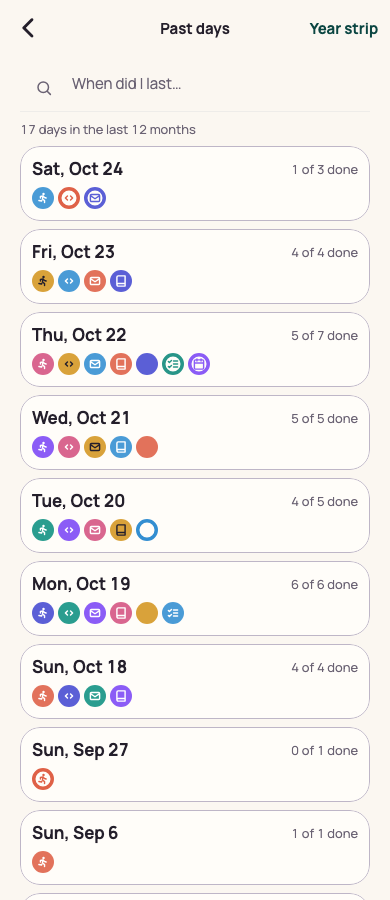 Past days
Year strip
When did I last...
17 days in the last 12 months
Sat, Oct 24
1 of 3 done
Fri, Oct 23
4 of 4 done
Thu, Oct 22
5 of 7 done
Wed, Oct 21
5 of 5 done
Tue, Oct 20
4 of 5 done
Mon, Oct 19
6 of 6 done
Sun, Oct 18
4 of 4 done
Sun, Sep 27
0 of 1 done
Sun, Sep 6
1 of 1 done